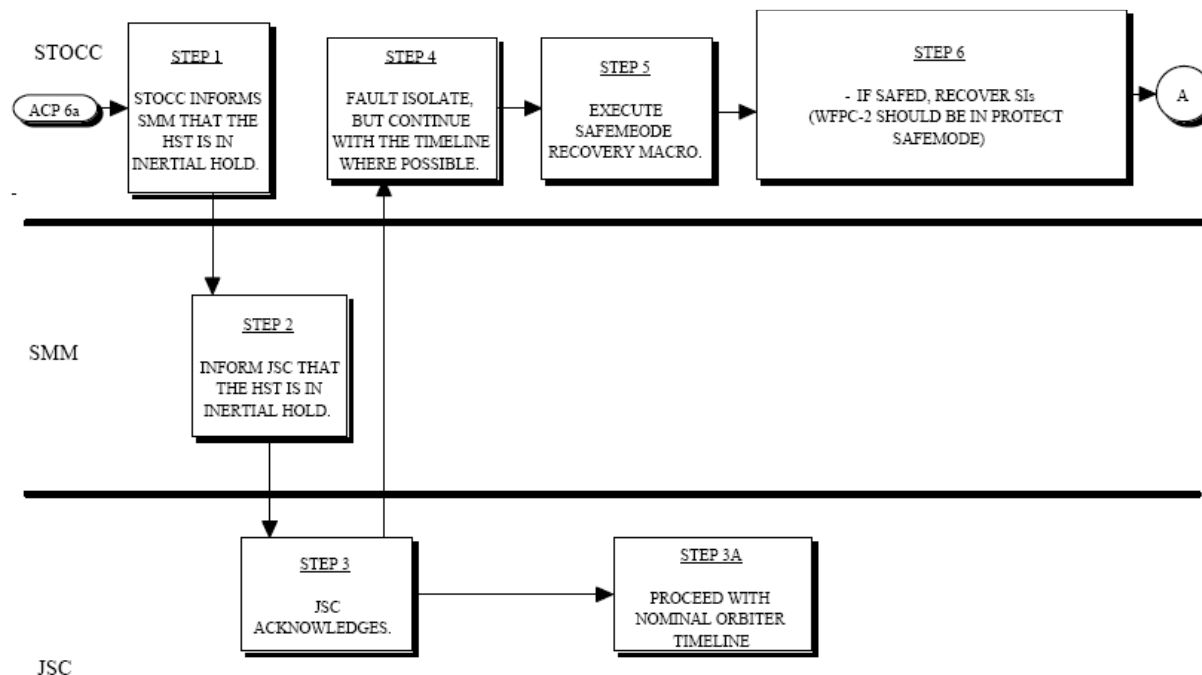 STOCC
ACP 6a
STEP 1
STOCC INFORMS
SMM THAT THE
HST IS IN
INERTIAL HOLD.
STEP 4
FAULT ISOLATE,
BUT CONTINUE
WITH THE TIMELINE
WHERE POSSIBLE.
STEP 5
EXECUTE
SAFEMEODE
RECOVERY MACRO.
STEP 6
- IF SAFED, RECOVER SIs
(WFPC-2 SHOULD BE IN PROTECT
SAFEMODE)
A
-
SMM
STEP 2
INFORM JSC THAT
THE HST IS IN
INERTIAL HOLD.
STEP 3
JSC
ACKNOWLEDGES.
STEP 3A
PROCEED WITH
NOMINAL ORBITER
TIMELINE
JSC